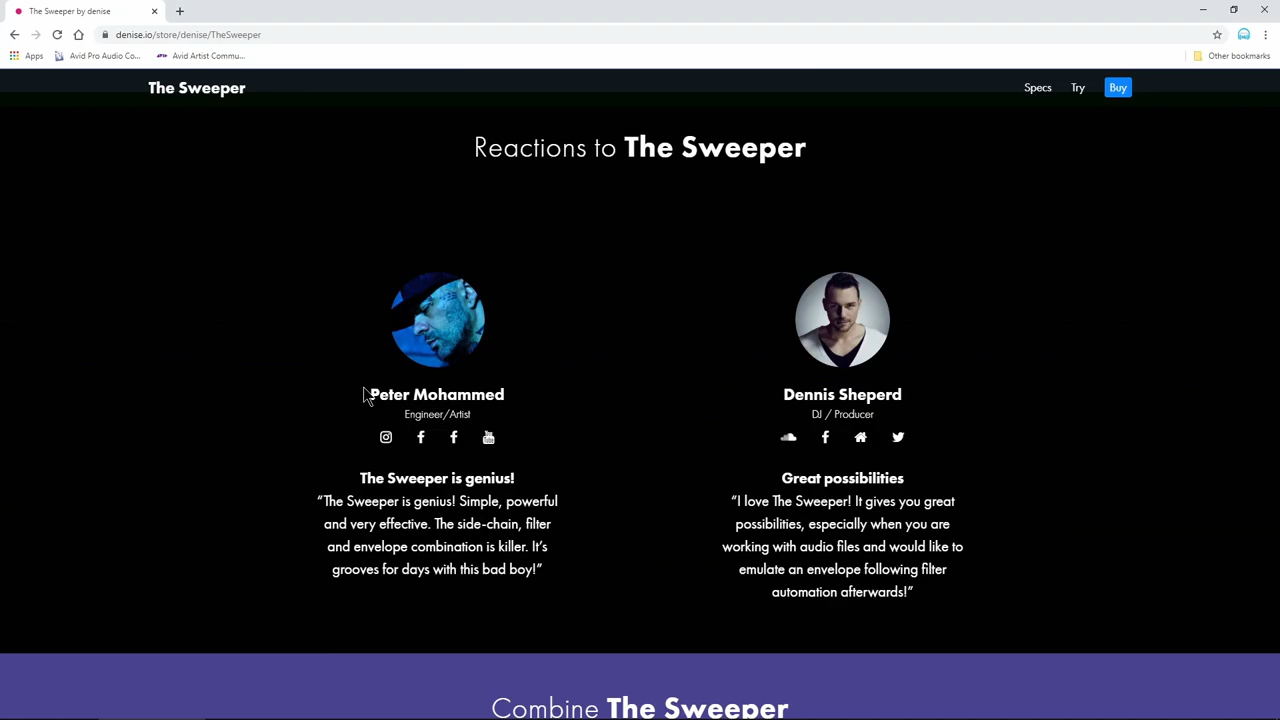 The Sweeper by denise
denise.io/store/denise/TheSweeper
Apps
Avid Pro Audio Co...
Avid Artist Commu...
Other bookmarks
The Sweeper
Specs
Try
Buy
Reactions to The Sweeper
Peter Mohammed
Engineer/Artist
The Sweeper is genius!
“The Sweeper is genius! Simple, powerful
and very effective. The side-chain, filter
and envelope combination is killer. It’s
grooves for days with this bad boy!”
Dennis Sheperd
DJ / Producer
Great possibilities
“I love The Sweeper! It gives you great
possibilities, especially when you are
working with audio files and would like to
emulate an envelope following filter
automation afterwards!”
Combine The Sweeper